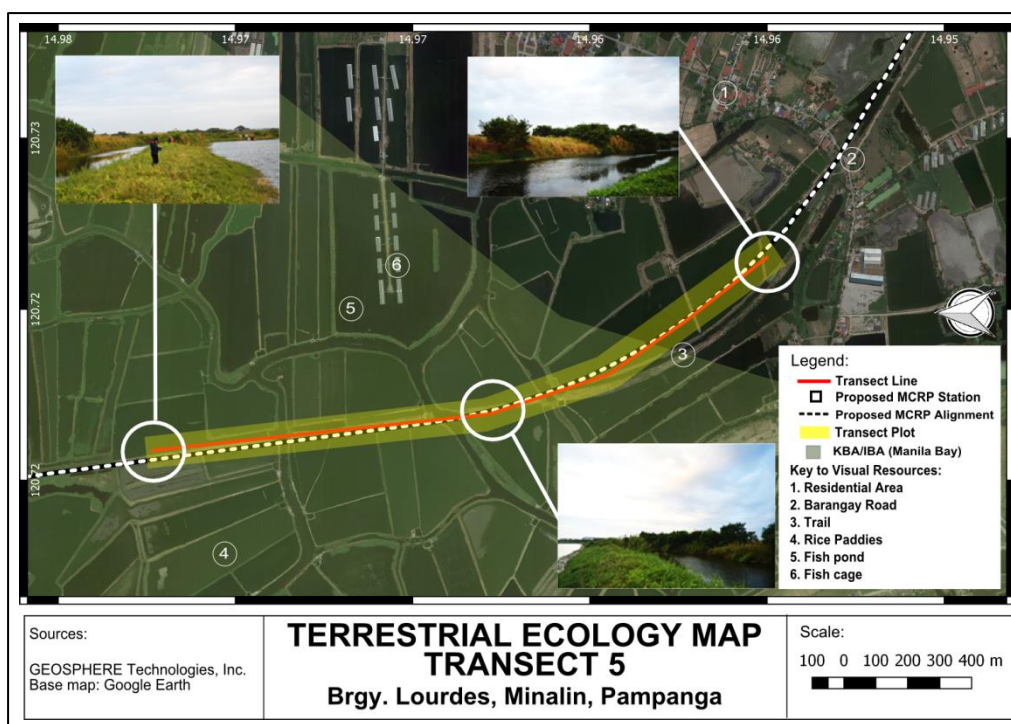 14.98
14.97
14.97
14.96
14.96
14.95
120.73
120.72
120.72
1
2
3
4
5
6
Legend:
Transect Line
Proposed MCRP Station
Proposed MCRP Alignment
Transect Plot
KBA/IBA (Manila Bay)
Key to Visual Resources:
1. Residential Area
2. Barangay Road
3. Trail
4. Rice Paddies
5. Fish pond
6. Fish cage
Sources:
GEOSPHERE Technologies, Inc.
Base map: Google Earth
TERRESTRIAL ECOLOGY MAP
TRANSECT 5
Brgy. Lourdes, Minalin, Pampanga
Scale:
100 0 100 200 300 400 m